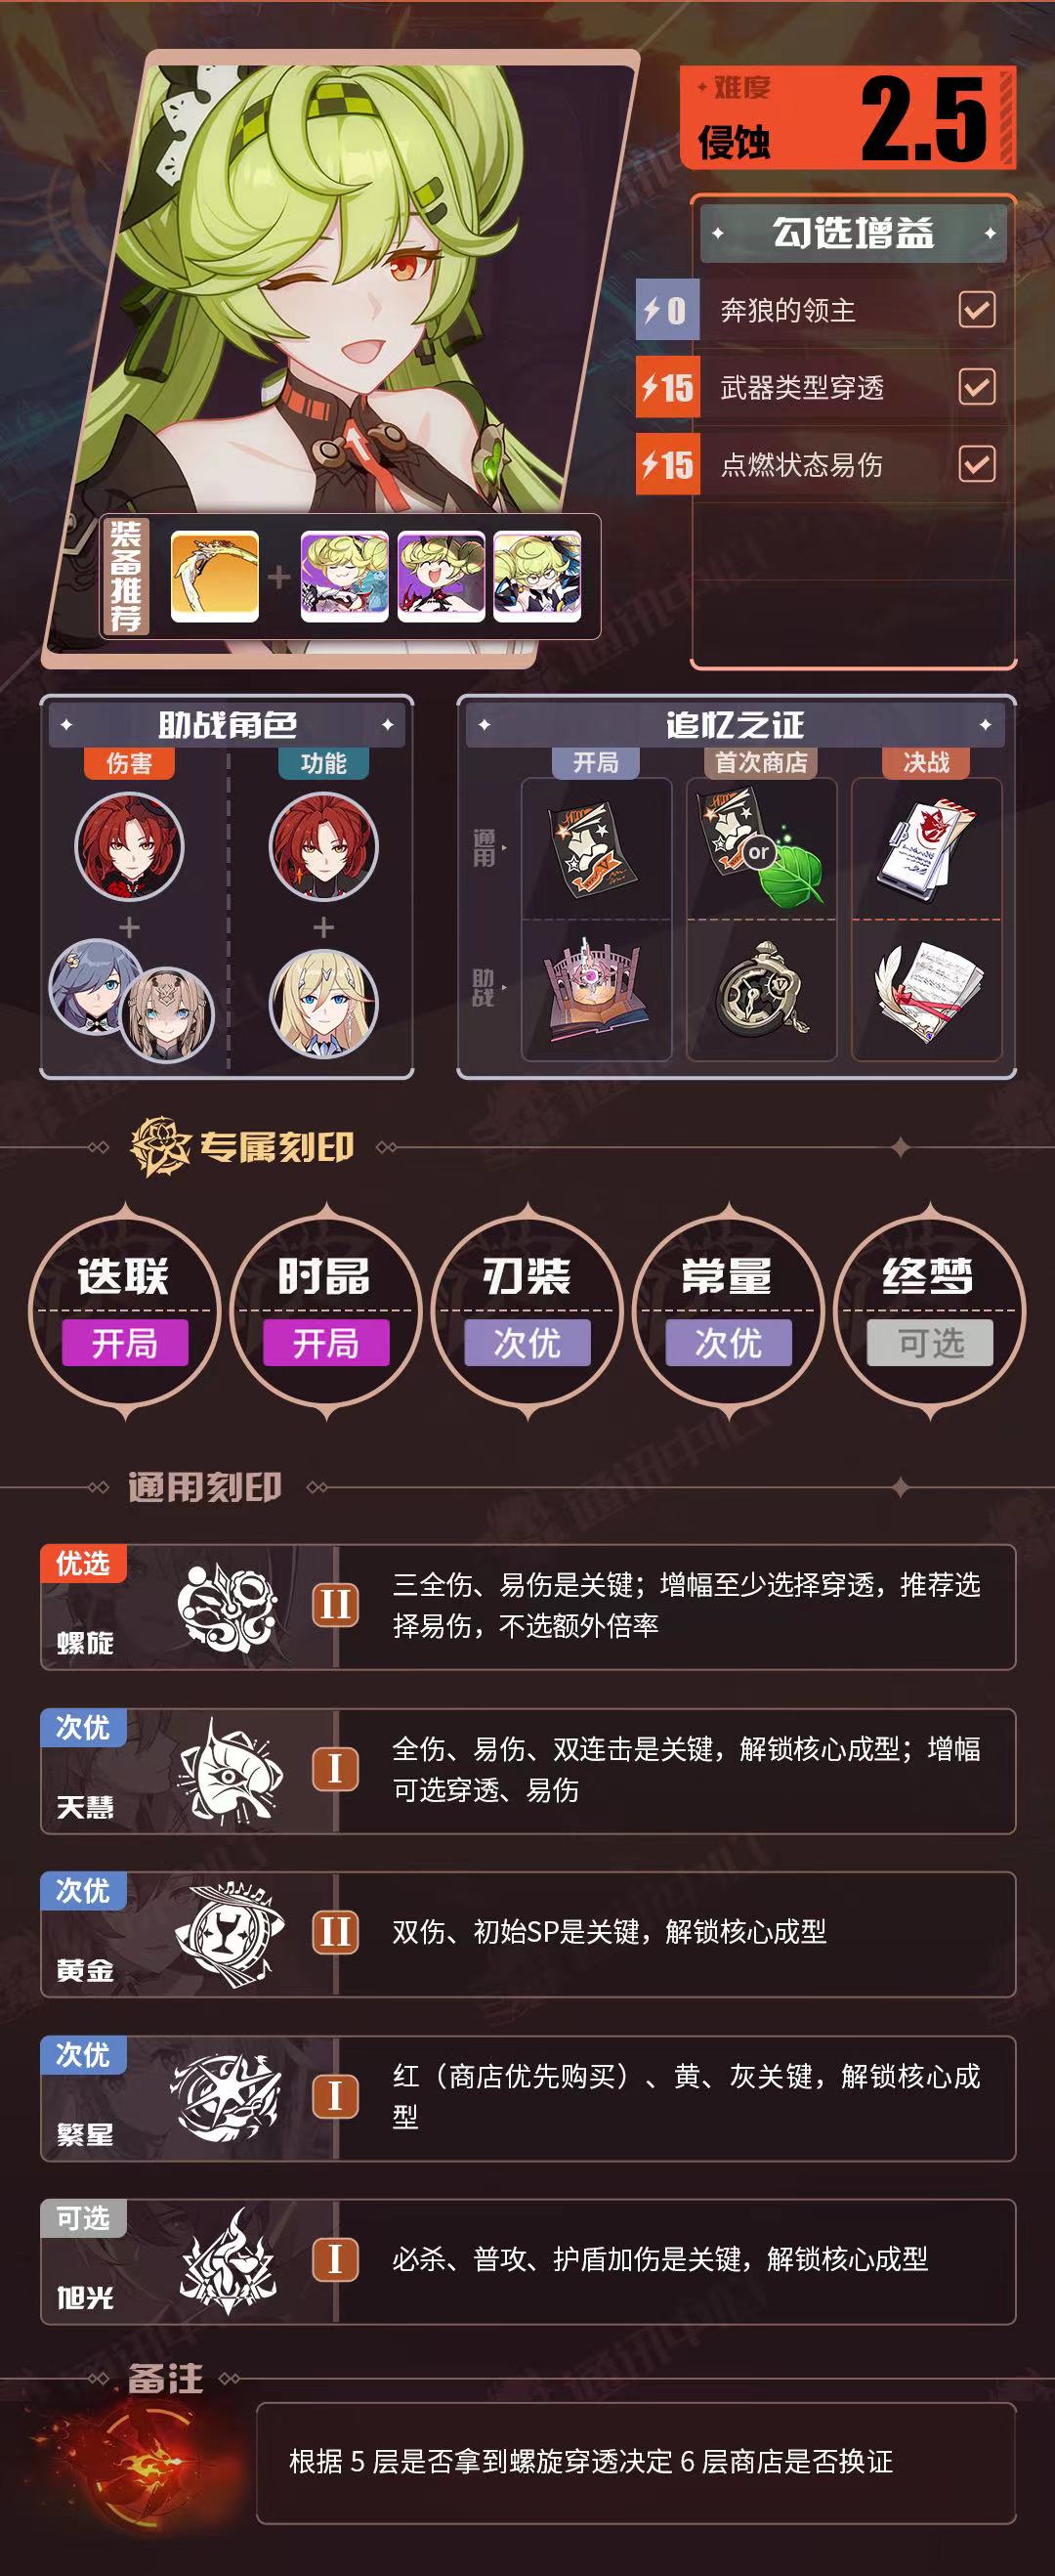 难度
侵蚀
2.5
勾选增益
0
奔狼的领主
15
武器类型穿透
15
点燃状态易伤
装备推荐
助战角色
伤害
功能
追忆之证
开局
首次商店
决战
通用
or
助战
专属刻印
迭联
开局
时晶
开局
刃装
次优
常量
次优
终梦
可选
通用刻印
优选
螺旋
II
三全伤、易伤是关键；增幅至少选择穿透，推荐选
择易伤，不选额外倍率
次优
天慧
I
全伤、易伤、双连击是关键，解锁核心成型；增幅
可选穿透、易伤
次优
黄金
II
双伤、初始SP是关键，解锁核心成型
次优
繁星
I
红（商店优先购买）、黄、灰关键，解锁核心成
型
可选
旭光
I
必杀、普攻、护盾加伤是关键，解锁核心成型
备注
根据 5 层是否拿到螺旋穿透决定 6 层商店是否换证